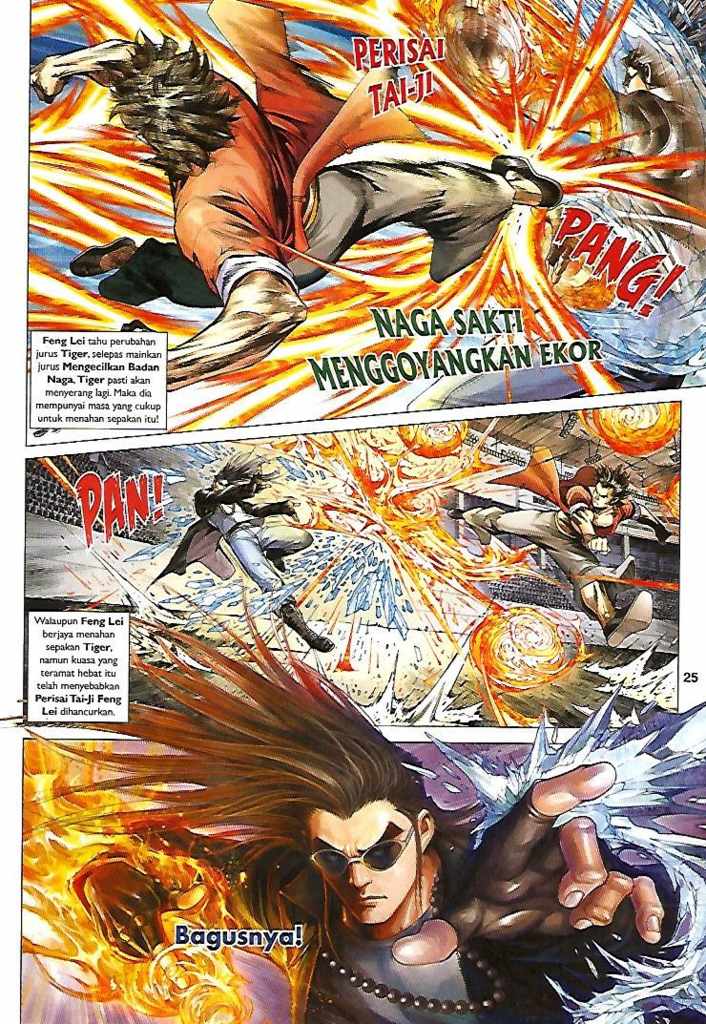 PERISAI
TAI-JI
PANG!
NAGA SAKTI
MENGGOYANGKAN EKOR
Feng Lei tahu perubahan
jurus Tiger, selepas mainkan
jurus Mengecilkan Badan
Naga, Tiger pasti akan
menyerang lagi. Maka dia
mempunyai masa yang cukup
untuk menahan sepakan itu!
PAN!
Walaupun Feng Lei
berjaya menahan
sepakan Tiger,
namun kuasa yang
teramat hebat itu
telah menyebabkan
Perisai Tai-Ji Feng
Lei dihancurkan.
25
Bagusnya!